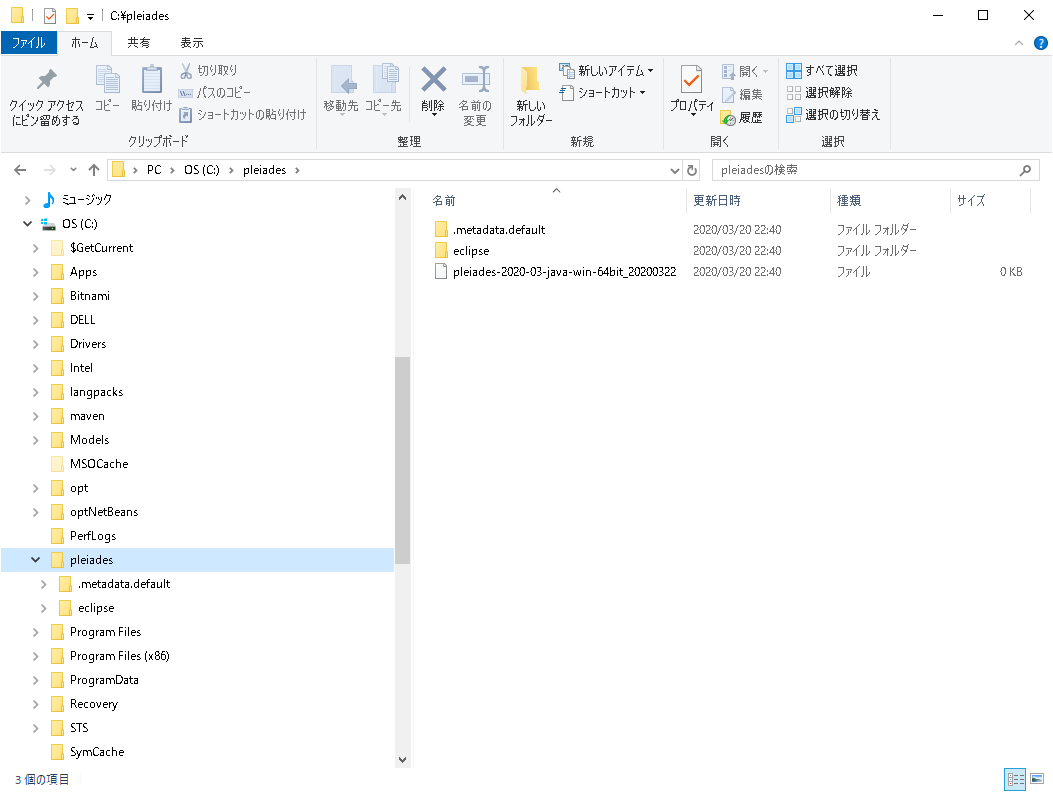 C:¥pleiades
ファイル ホーム 共有 表示
クイック アクセス
にピン留めする
コピー
貼り付け
切り取り
パスのコピー
ショートカットの貼り付け
クリップボード
移動先
コピー先
削除
名前の
変更
整理
新しい
フォルダー
新しいアイテム
ショートカット
新規
プロパティ
開く
編集
履歴
開く
すべて選択
選択解除
選択の切り替え
選択
PC OS (C:) pleiades
pleiadesの検索
ミュージック
OS (C:)
$GetCurrent
Apps
Bitnami
DELL
Drivers
Intel
langpacks
maven
Models
MSOCache
opt
optNetBeans
PerfLogs
pleiades
.metadata.default
eclipse
Program Files
Program Files (x86)
ProgramData
Recovery
STS
SymCache
名前 更新日時 種類 サイズ
.metadata.default 2020/03/20 22:40 ファイル フォルダー
eclipse 2020/03/20 22:40 ファイル フォルダー
pleiades-2020-03-java-win-64bit_20200322 2020/03/20 22:40 ファイル 0 KB
3 個の項目